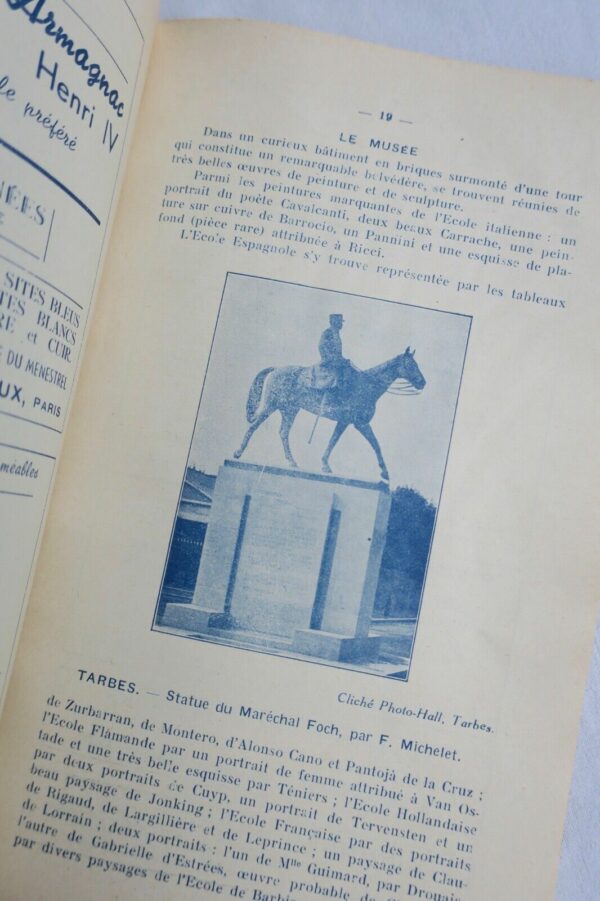 Armagnac
Henri IV
le préféré
SITES BLEUS
BLANCS
et CUIR.
DU MENESTREL
PARIS
— 19 —
LE MUSÉE
Dans un curieux bâtiment en briques surmonté d'une tour
qui constitue un remarquable belvédère, se trouvent réunies de
très belles œuvres de peinture et de sculpture.
Parmi les peintures marquantes de l'Ecole italienne : un
portrait du poète Cavalcanti, deux beaux Carrache, une pein-
ture sur cuivre de Barrocio, un Pannini et une esquisse de pla-
fond (pièce rare) attribuée à Ricci.
L'Ecole Espagnole s'y trouve représentée par les tableaux
Cliché Photo-Hall, Tarbes.
TARBES. — Statue du Maréchal Foch, par F. Michelet.
de Zurbarran, de Montero, d'Alonso Cano et Pantojà de la Cruz ;
l'Ecole Flamande par un portrait de femme attribué à Van Os-
tade et une très belle esquisse par Téniers ; l'Ecole Hollandaise
par deux portraits de Cuyp, un portrait de Tervensten et un
beau paysage de Jonking ; l'Ecole Française par des portraits
de Rigaud, de Largillière et de Leprince ; un paysage de Clau-
de Lorrain ; deux portraits : l'un de Mlle Guimard, par Drouais
l'autre de Gabrielle d'Estrées, œuvre probable de
par divers paysages de l'Ecole de